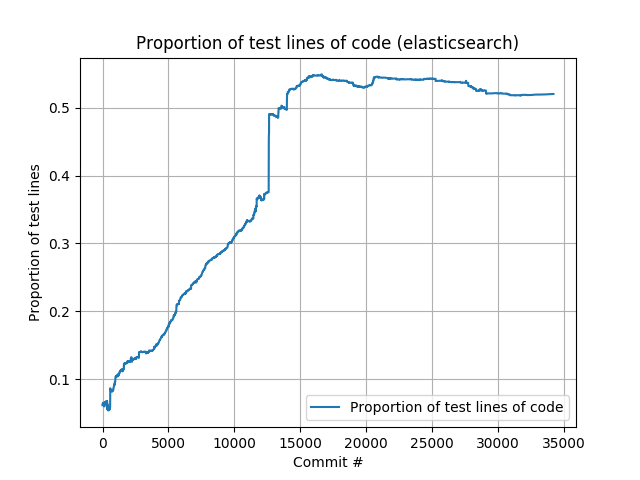 Proportion of test lines of code (elasticsearch)
Proportion of test lines
0.5
0.4
0.3
0.2
0.1
Proportion of test lines of code
0 5000 10000 15000 20000 25000 30000 35000
Commit #